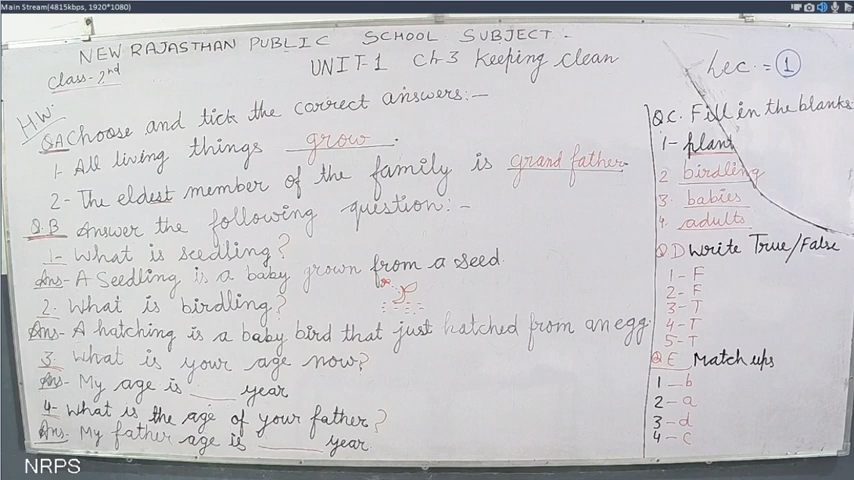 Main Stream(4815kbps, 1920*1080)
NEW RAJASTHAN PUBLIC SCHOOL SUBJECT -
Class-2nd
UNIT-1 Ch-3 Keeping clean
Lec. = 1
H.W.
Q.A Choose and tick the correct answers:-
1- All living things grow.
2- The eldest member of the family is grand father.
Q.B Answer the following question:-
1- What is seedling?
Ans- A Seedling is a baby grown from a seed.
2- What is birdling?
Ans- A hatching is a baby bird that just hatched from an egg.
3- What is your age now?
Ans- My age is ____ year
4- What is the age of your father?
Ans- My father age is ____ year.
QC. Fill in the blanks
1- plant
2 birdling
3. babies
4. adults
Q D Write True/False
1- F
2- F
3- T
4- T
5- T
Q E Match ups
1 - b
2 - a
3 - d
4 - c
NRPS